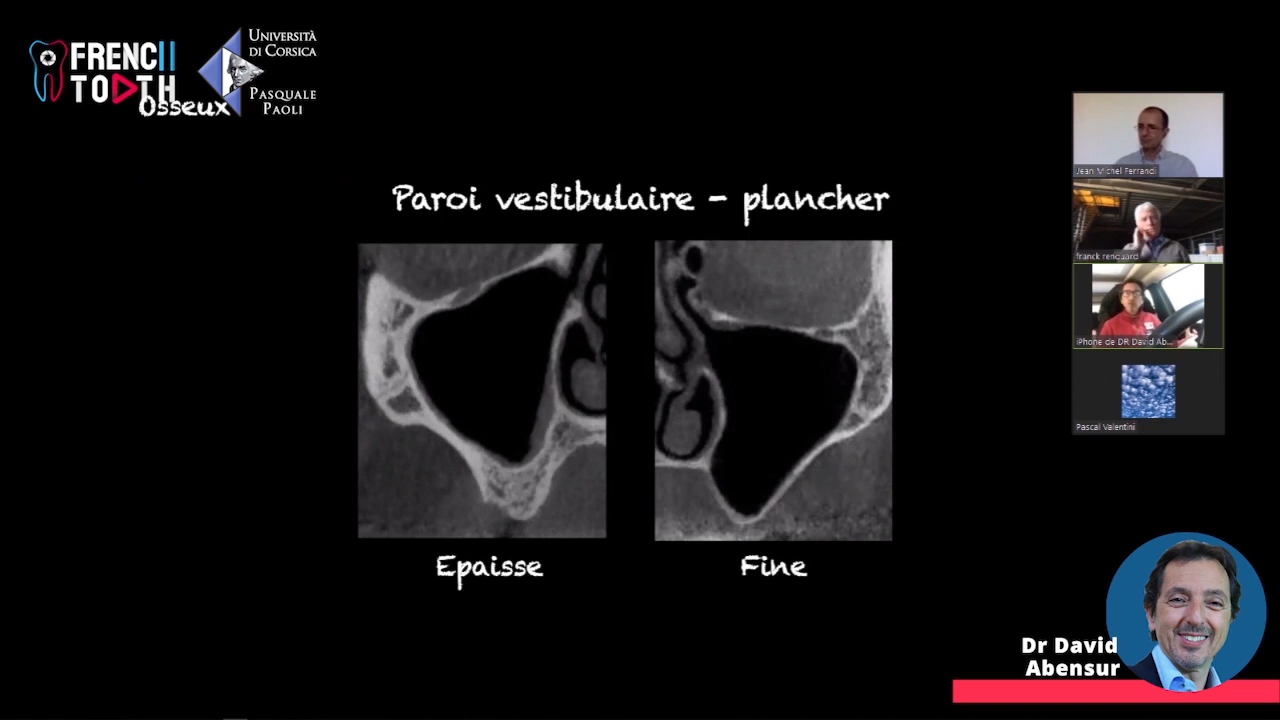 FRENCH
TOOTH
Osseux
UNIVERSITÀ
DI CORSICA
PASQUALE
PAOLI
Paroi vestibulaire - plancher
Epaisse
Fine
Jean Michel Ferrandi
franck renouard
iPhone de DR David Ab...
Pascal Valentini
Dr David
Abensur